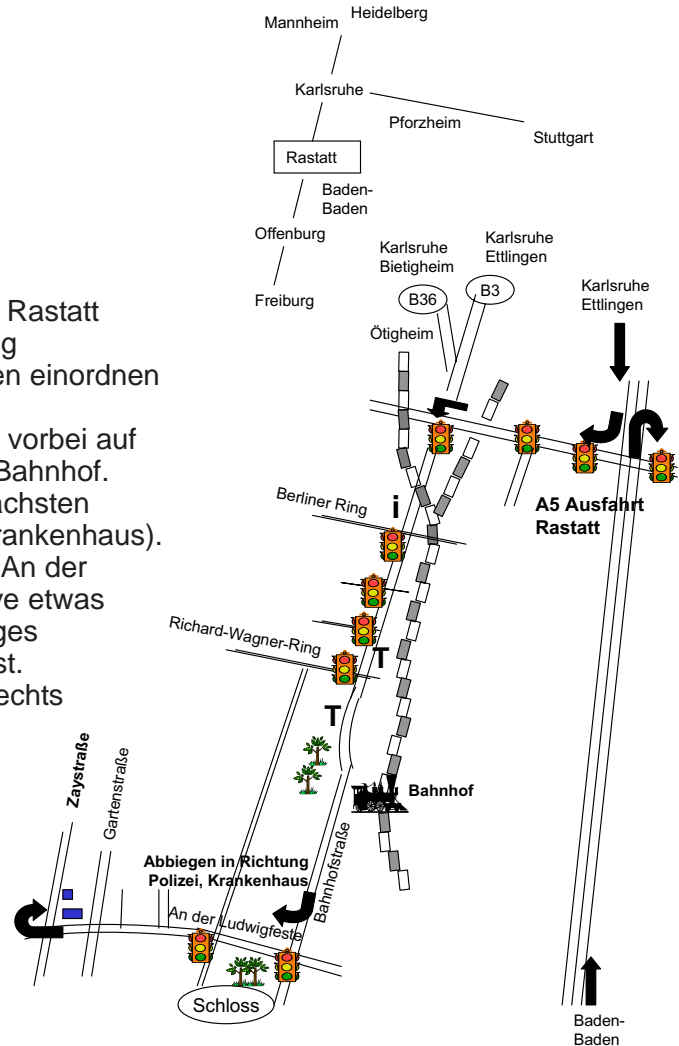 Heidelberg
Mannheim
Karlsruhe
Pforzheim
Stuttgart
Rastatt
Baden-
Baden
Offenburg
Freiburg
Karlsruhe
Bietigheim
Karlsruhe
Ettlingen
B36
B3
Ötigheim
Karlsruhe
Ettlingen
Rastatt
g
en einordnen
vorbei auf
Bahnhof.
ächsten
rankenhaus).
An der
ve etwas
ges
st.
echts
A5 Ausfahrt
Rastatt
i
Berliner Ring
Richard-Wagner-Ring
T
T
Bahnhof
Zaystraße
Gartenstraße
Abbiegen in Richtung
Polizei, Krankenhaus
Bahnhofstraße
An der Ludwigfeste
Schloss
Baden-
Baden